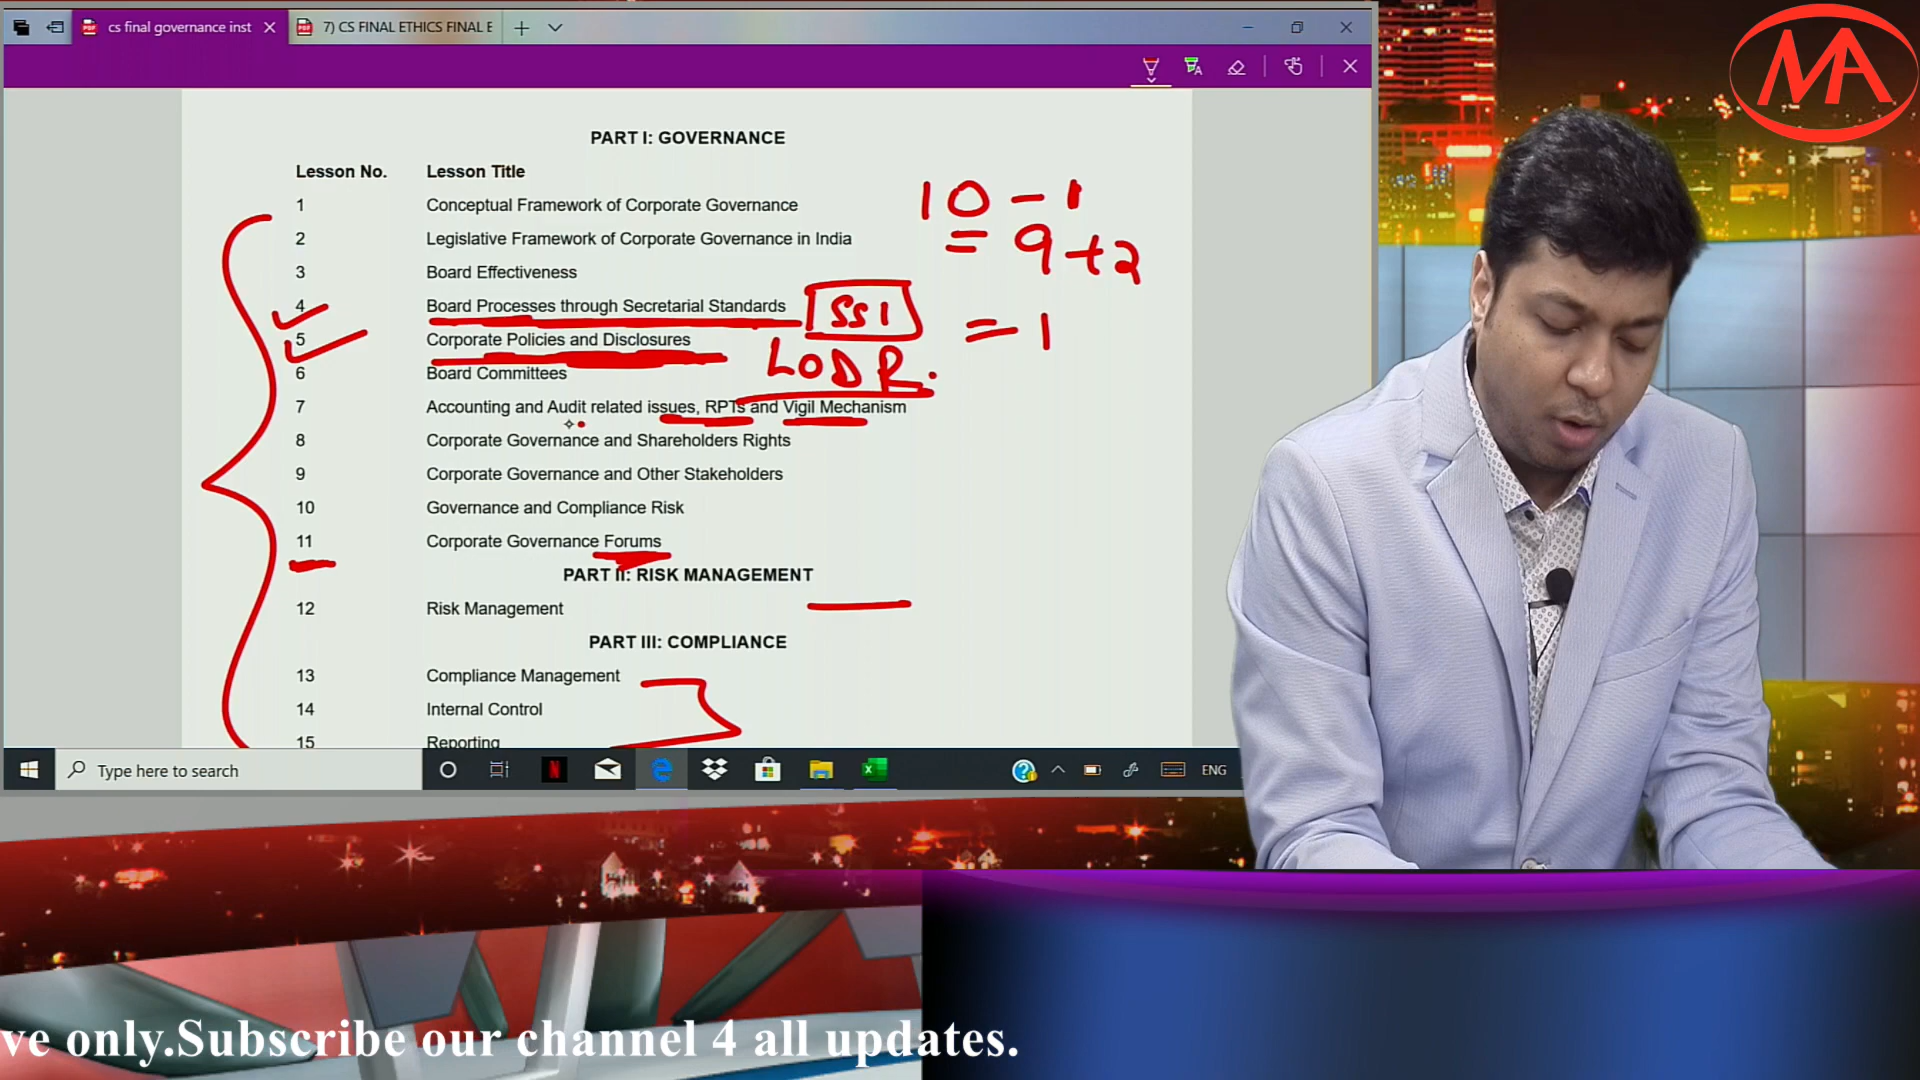 cs final governance inst
7) CS FINAL ETHICS FINAL E
MA
PART I: GOVERNANCE
Lesson No. Lesson Title
1 Conceptual Framework of Corporate Governance
2 Legislative Framework of Corporate Governance in India
3 Board Effectiveness
4 Board Processes through Secretarial Standards
5 Corporate Policies and Disclosures
6 Board Committees
7 Accounting and Audit related issues, RPTs and Vigil Mechanism
8 Corporate Governance and Shareholders Rights
9 Corporate Governance and Other Stakeholders
10 Governance and Compliance Risk
11 Corporate Governance Forums
PART II: RISK MANAGEMENT
12 Risk Management
PART III: COMPLIANCE
13 Compliance Management
14 Internal Control
15 Reporting
10 - 1
= 9 + 2
SS1
= 1
LODR.
Type here to search
ENG
ve only.Subscribe our channel 4 all updates.